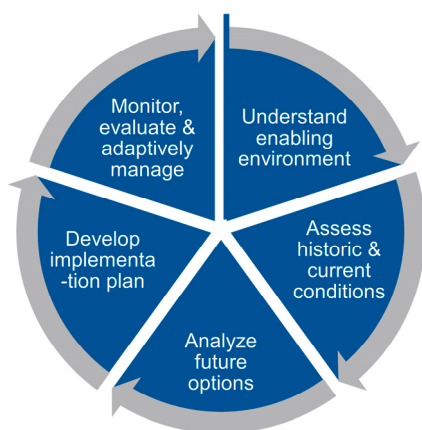 Understand
enabling
environment
Assess
historic &
current
conditions
Analyze
future
options
Develop
implementa
-tion plan
Monitor,
evaluate &
adaptively
manage